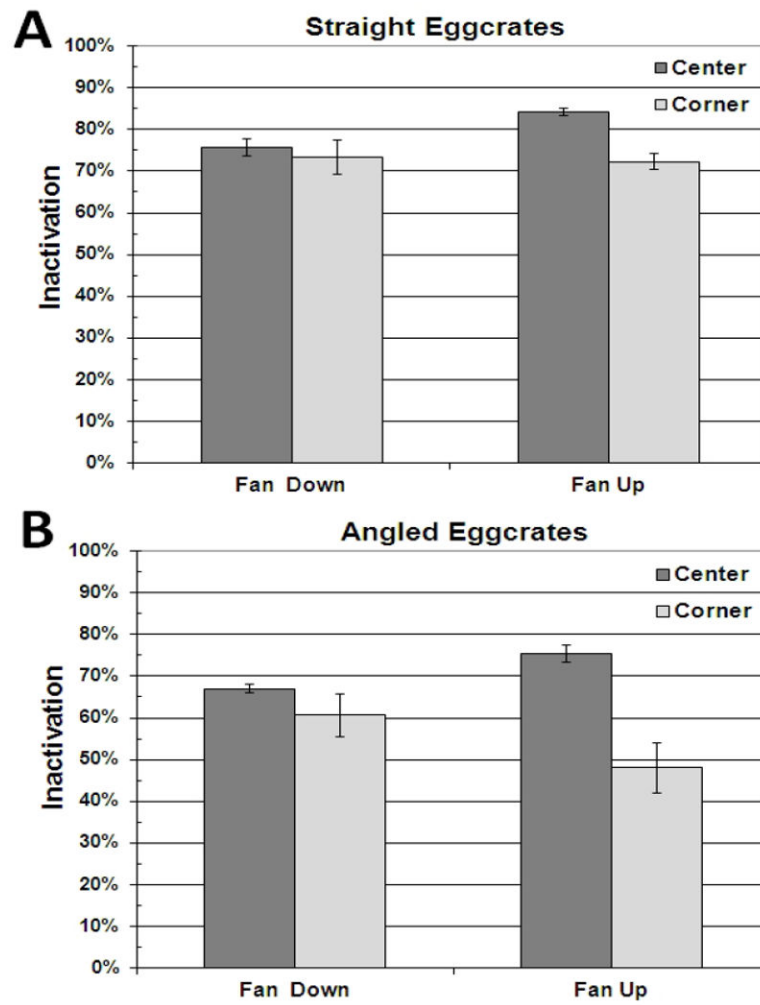 A
Straight Eggcrates
100%
90%
80%
70%
60%
50%
40%
30%
20%
10%
0%
Inactivation
Center
Corner
Fan Down
Fan Up
B
Angled Eggcrates
100%
90%
80%
70%
60%
50%
40%
30%
20%
10%
0%
Inactivation
Center
Corner
Fan Down
Fan Up